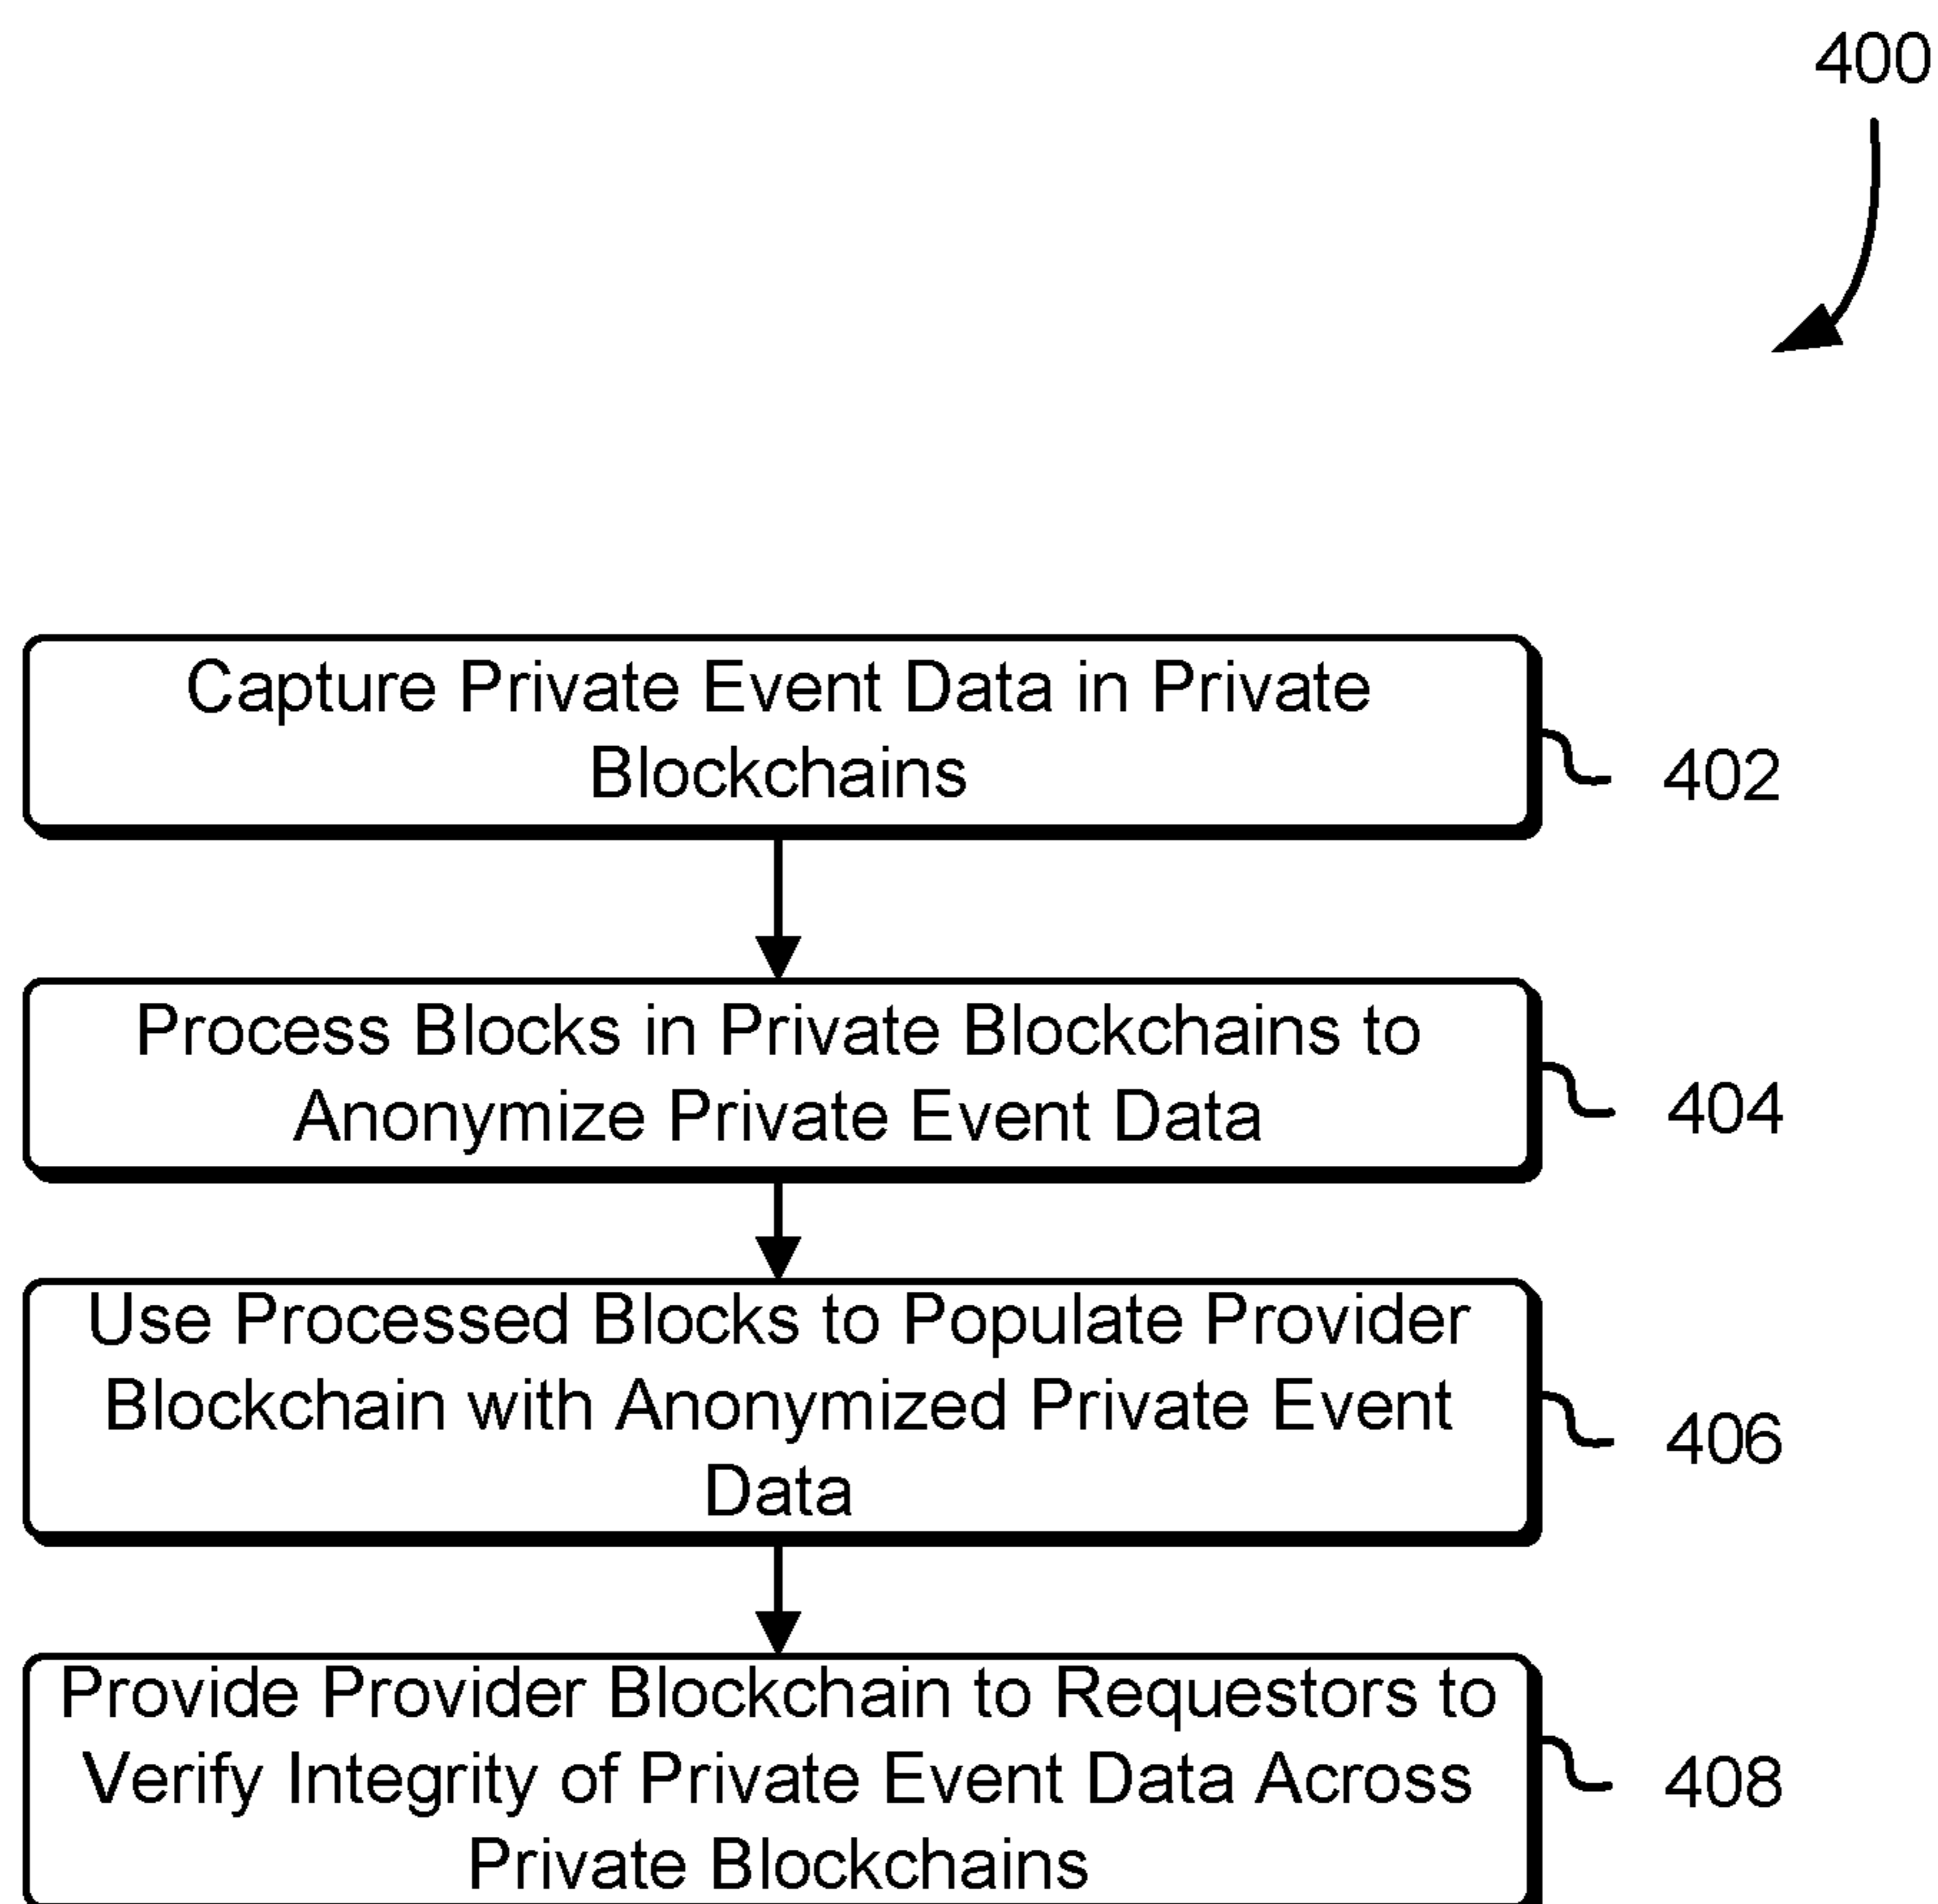 400
Capture Private Event Data in Private
Blockchains
402
Process Blocks in Private Blockchains to
Anonymize Private Event Data
404
Use Processed Blocks to Populate Provider
Blockchain with Anonymized Private Event
Data
406
Provide Provider Blockchain to Requestors to
Verify Integrity of Private Event Data Across
Private Blockchains
408